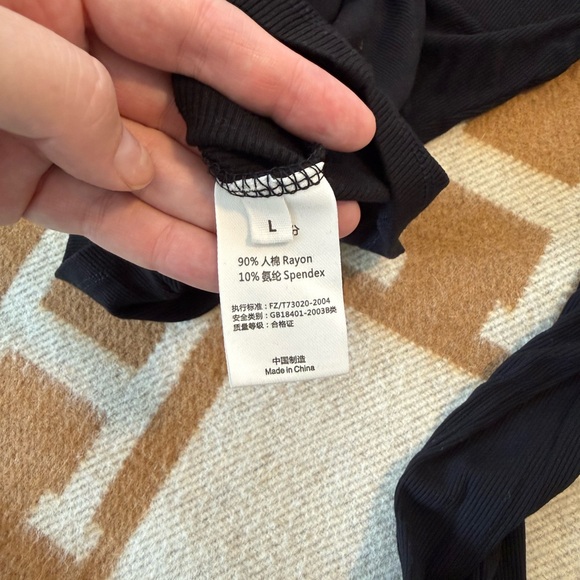 L
分
90% 人棉 Rayon
10% 氨纶 Spendex
执行标准: FZ/T73020-2004
安全类别: GB18401-2003B类
质量等级: 合格证
中国制造
Made in China